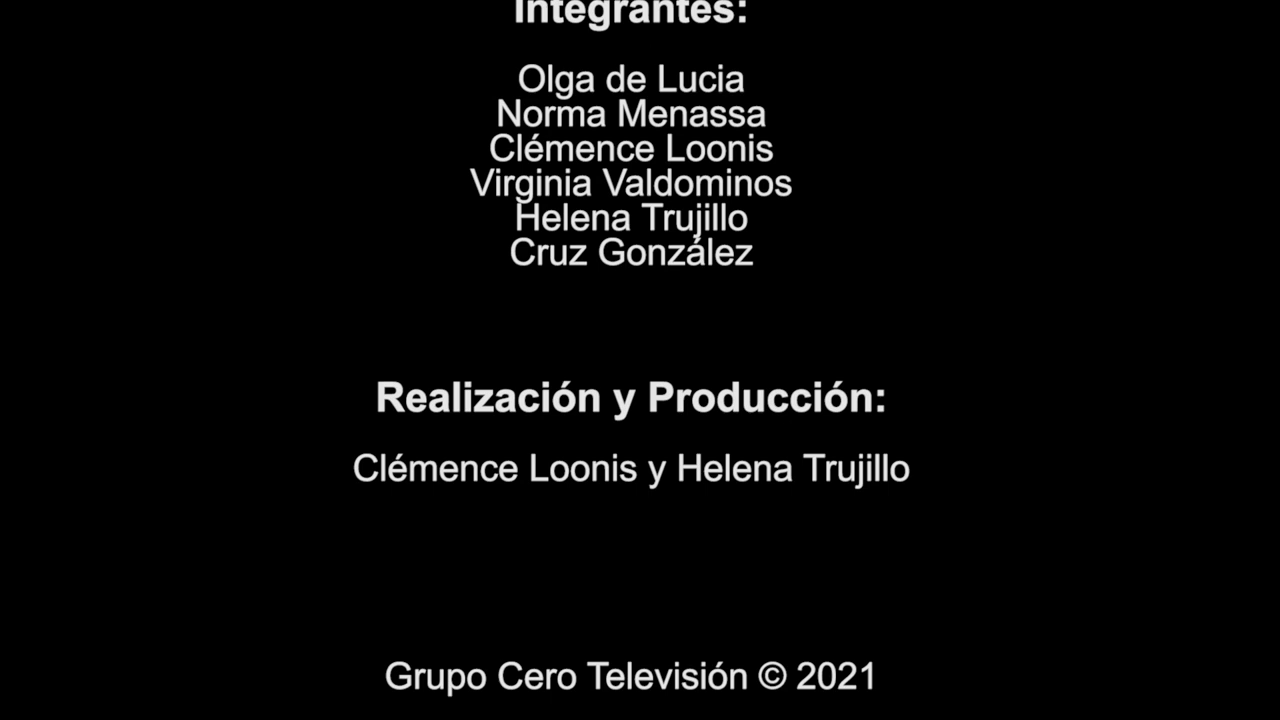 Integrantes:
Olga de Lucia
Norma Menassa
Clémence Loonis
Virginia Valdominos
Helena Trujillo
Cruz González
Realización y Producción:
Clémence Loonis y Helena Trujillo
Grupo Cero Televisión © 2021